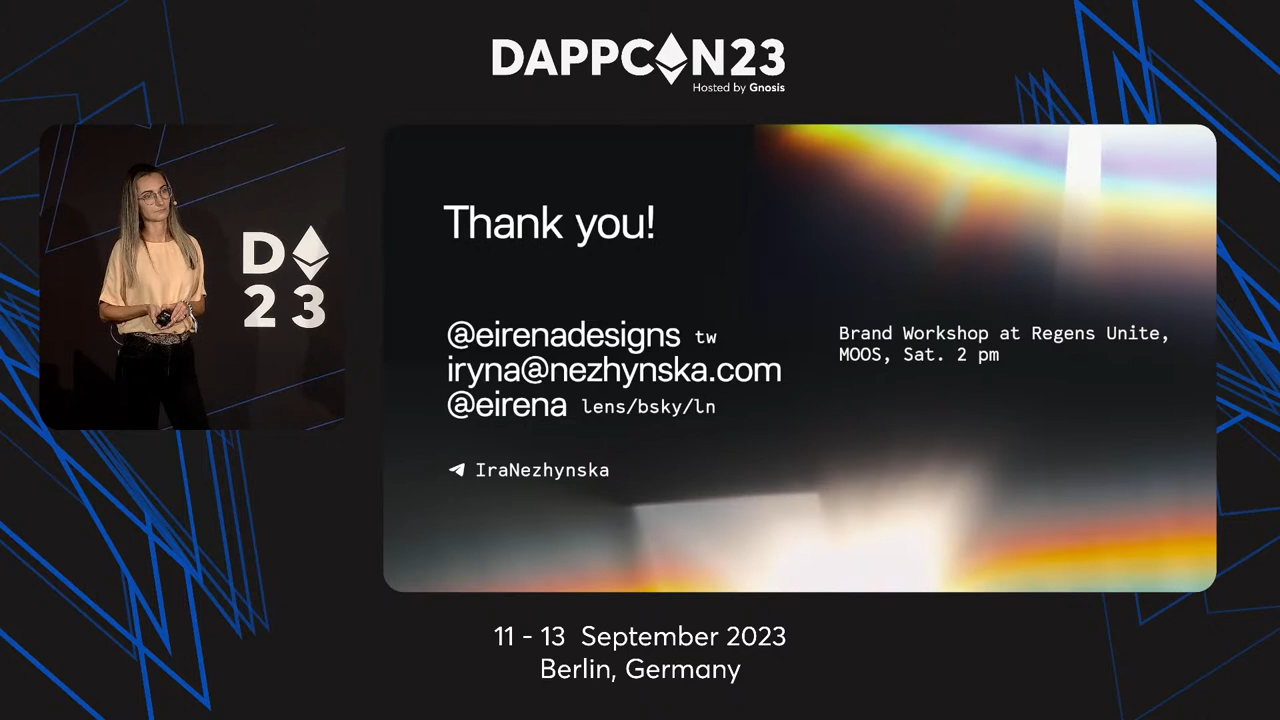 DAPPCON23
Hosted by Gnosis
D
23
Thank you!
@eirenadesigns tw
iryna@nezhynska.com
@eirena lens/bsky/ln
IraNezhynska
Brand Workshop at Regens Unite,
MOOS, Sat. 2 pm
11 - 13 September 2023
Berlin, Germany